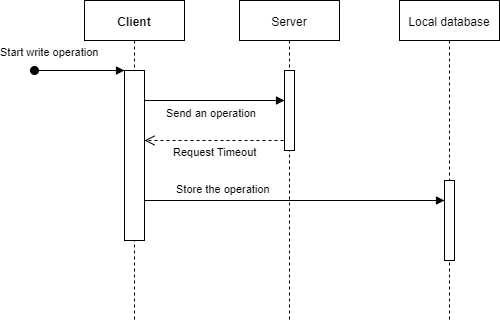 Client
Server
Local database
Start write operation
Send an operation
Request Timeout
Store the operation